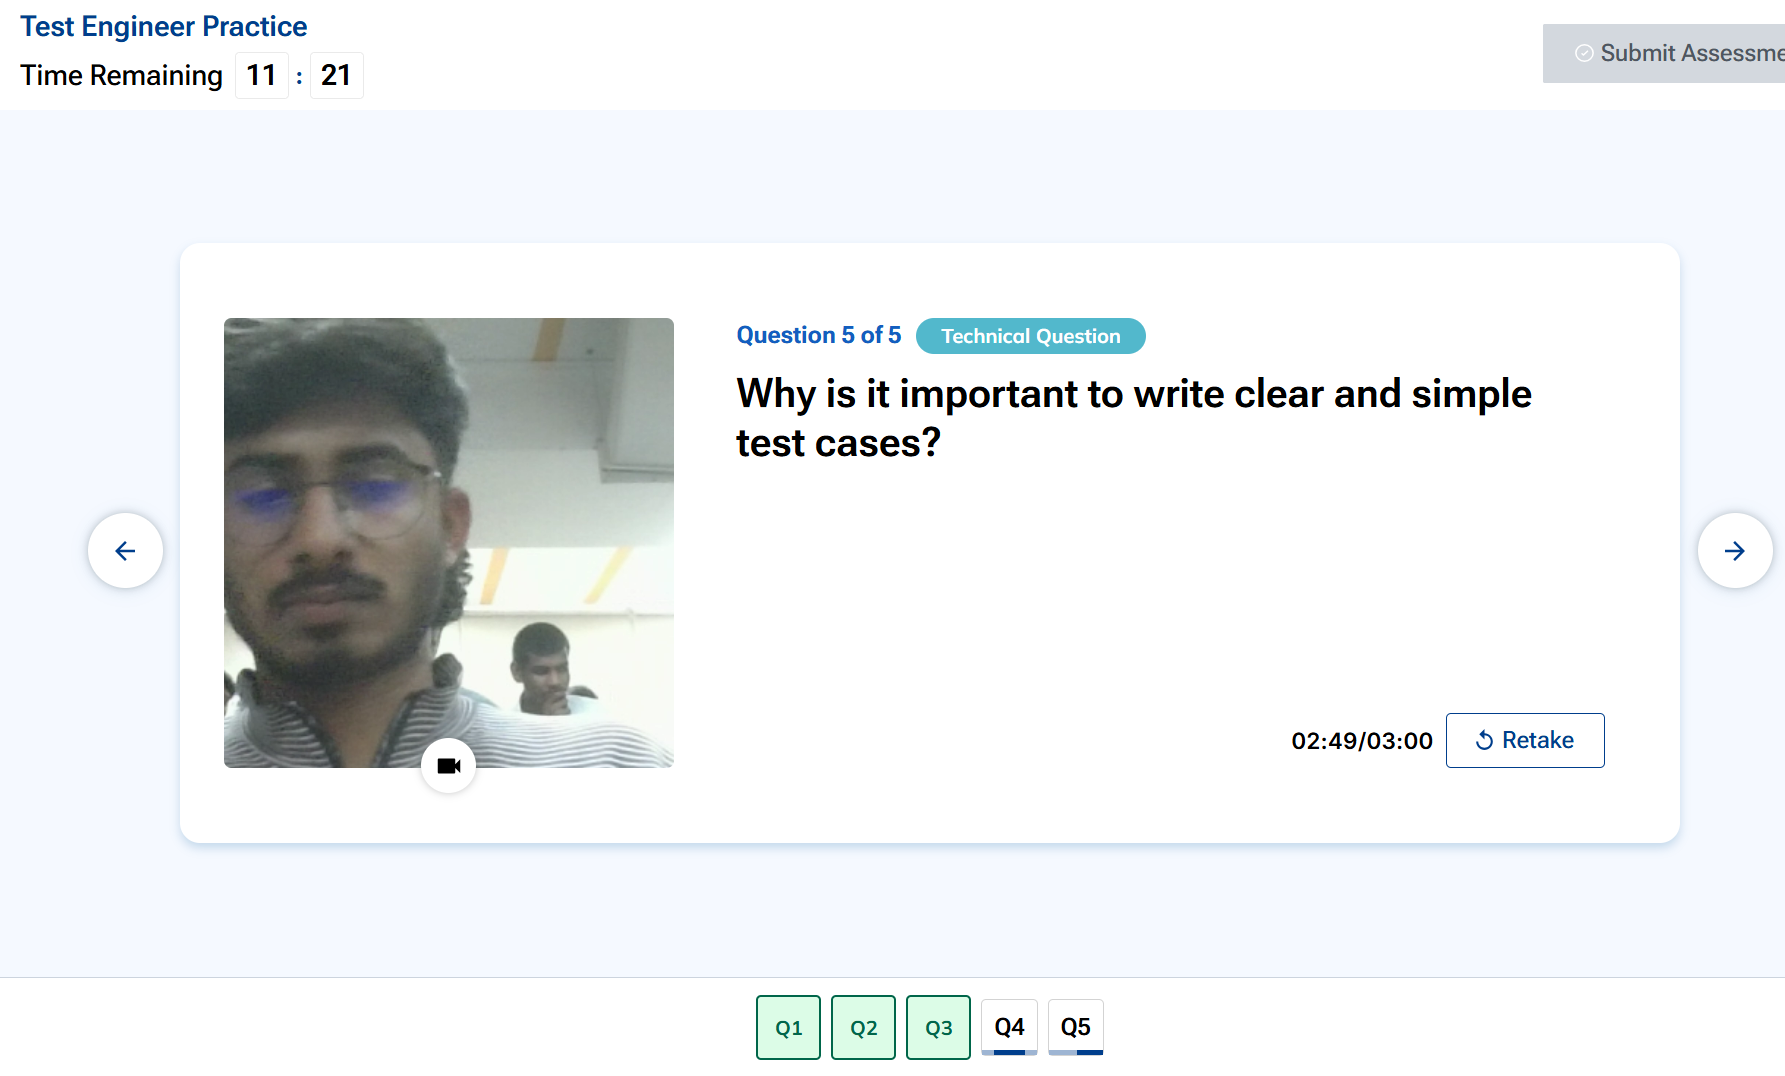 Test Engineer Practice
Time Remaining 11 : 21
Submit Assessme
Question 5 of 5 Technical Question
Why is it important to write clear and simple
test cases?
02:49/03:00 Retake
Q1 Q2 Q3 Q4 Q5